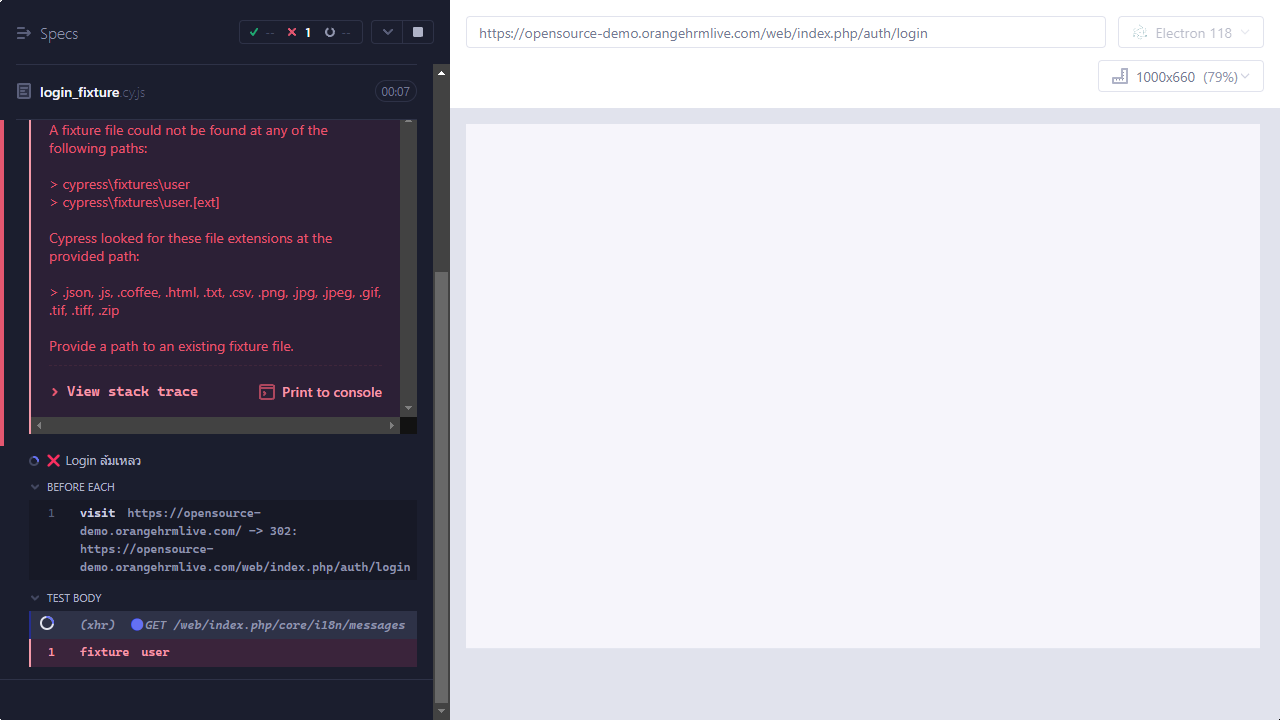 Specs
-- 1 --
https://opensource-demo.orangehrmlive.com/web/index.php/auth/login
Electron 118
1000x660 (79%)
login_fixture.cy.js
00:07
A fixture file could not be found at any of the
following paths:
> cypress\fixtures\user
> cypress\fixtures\user.[ext]
Cypress looked for these file extensions at the
provided path:
> .json, .js, .coffee, .html, .txt, .csv, .png, .jpg, .jpeg, .gif,
.tif, .tiff, .zip
Provide a path to an existing fixture file.
View stack trace
Print to console
❌ Login ล้มเหลว
BEFORE EACH
1 visit https://opensource-
demo.orangehrmlive.com/ -> 302:
https://opensource-
demo.orangehrmlive.com/web/index.php/auth/login
TEST BODY
(xhr) GET /web/index.php/core/i18n/messages
1 fixture user